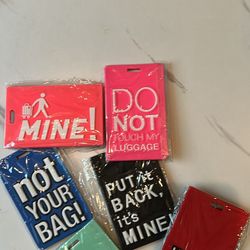 MINE!
DO
NOT
TOUCH MY
LUGGAGE
not
YOUR
BAG!
PUT IT
BACK,
it's
MINE